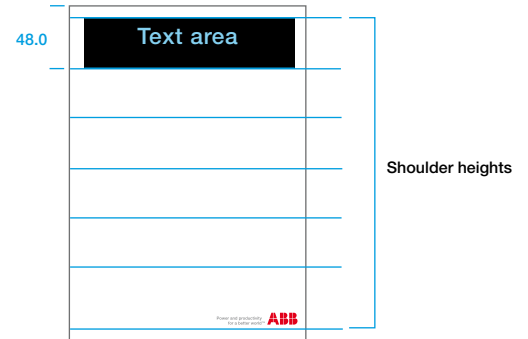 48.0
Text area
Shoulder heights
Power and productivity
for a better world™
ABB